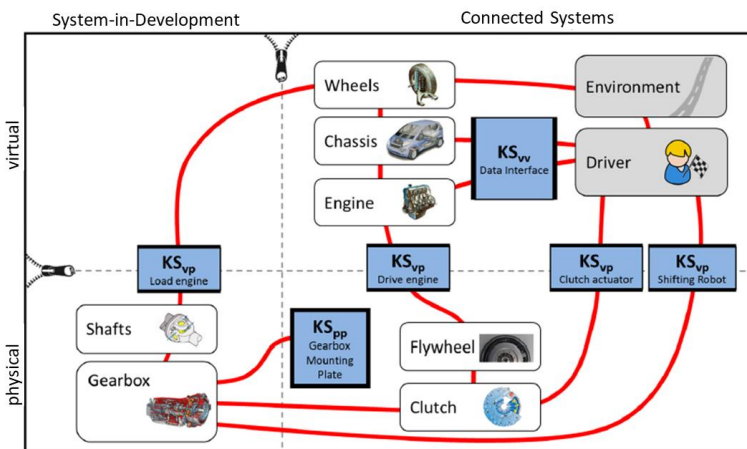 System-in-Development
Connected Systems
virtual
physical
Wheels
Environment
Chassis
KSvv
Data Interface
Driver
Engine
KSvp
Load engine
KSvp
Drive engine
KSvp
Clutch actuator
KSvp
Shifting Robot
Shafts
KSpp
Gearbox
Mounting
Plate
Flywheel
Gearbox
Clutch